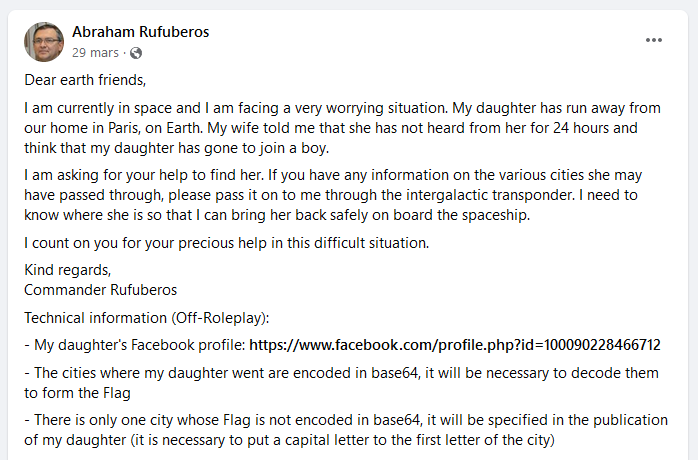 Abraham Rufuberos
29 mars ·
Dear earth friends,
I am currently in space and I am facing a very worrying situation. My daughter has run away from
our home in Paris, on Earth. My wife told me that she has not heard from her for 24 hours and
think that my daughter has gone to join a boy.
I am asking for your help to find her. If you have any information on the various cities she may
have passed through, please pass it on to me through the intergalactic transponder. I need to
know where she is so that I can bring her back safely on board the spaceship.
I count on you for your precious help in this difficult situation.
Kind regards,
Commander Rufuberos
Technical information (Off-Roleplay):
- My daughter's Facebook profile: https://www.facebook.com/profile.php?id=100090228466712
- The cities where my daughter went are encoded in base64, it will be necessary to decode them
to form the Flag
- There is only one city whose Flag is not encoded in base64, it will be specified in the publication
of my daughter (it is necessary to put a capital letter to the first letter of the city)